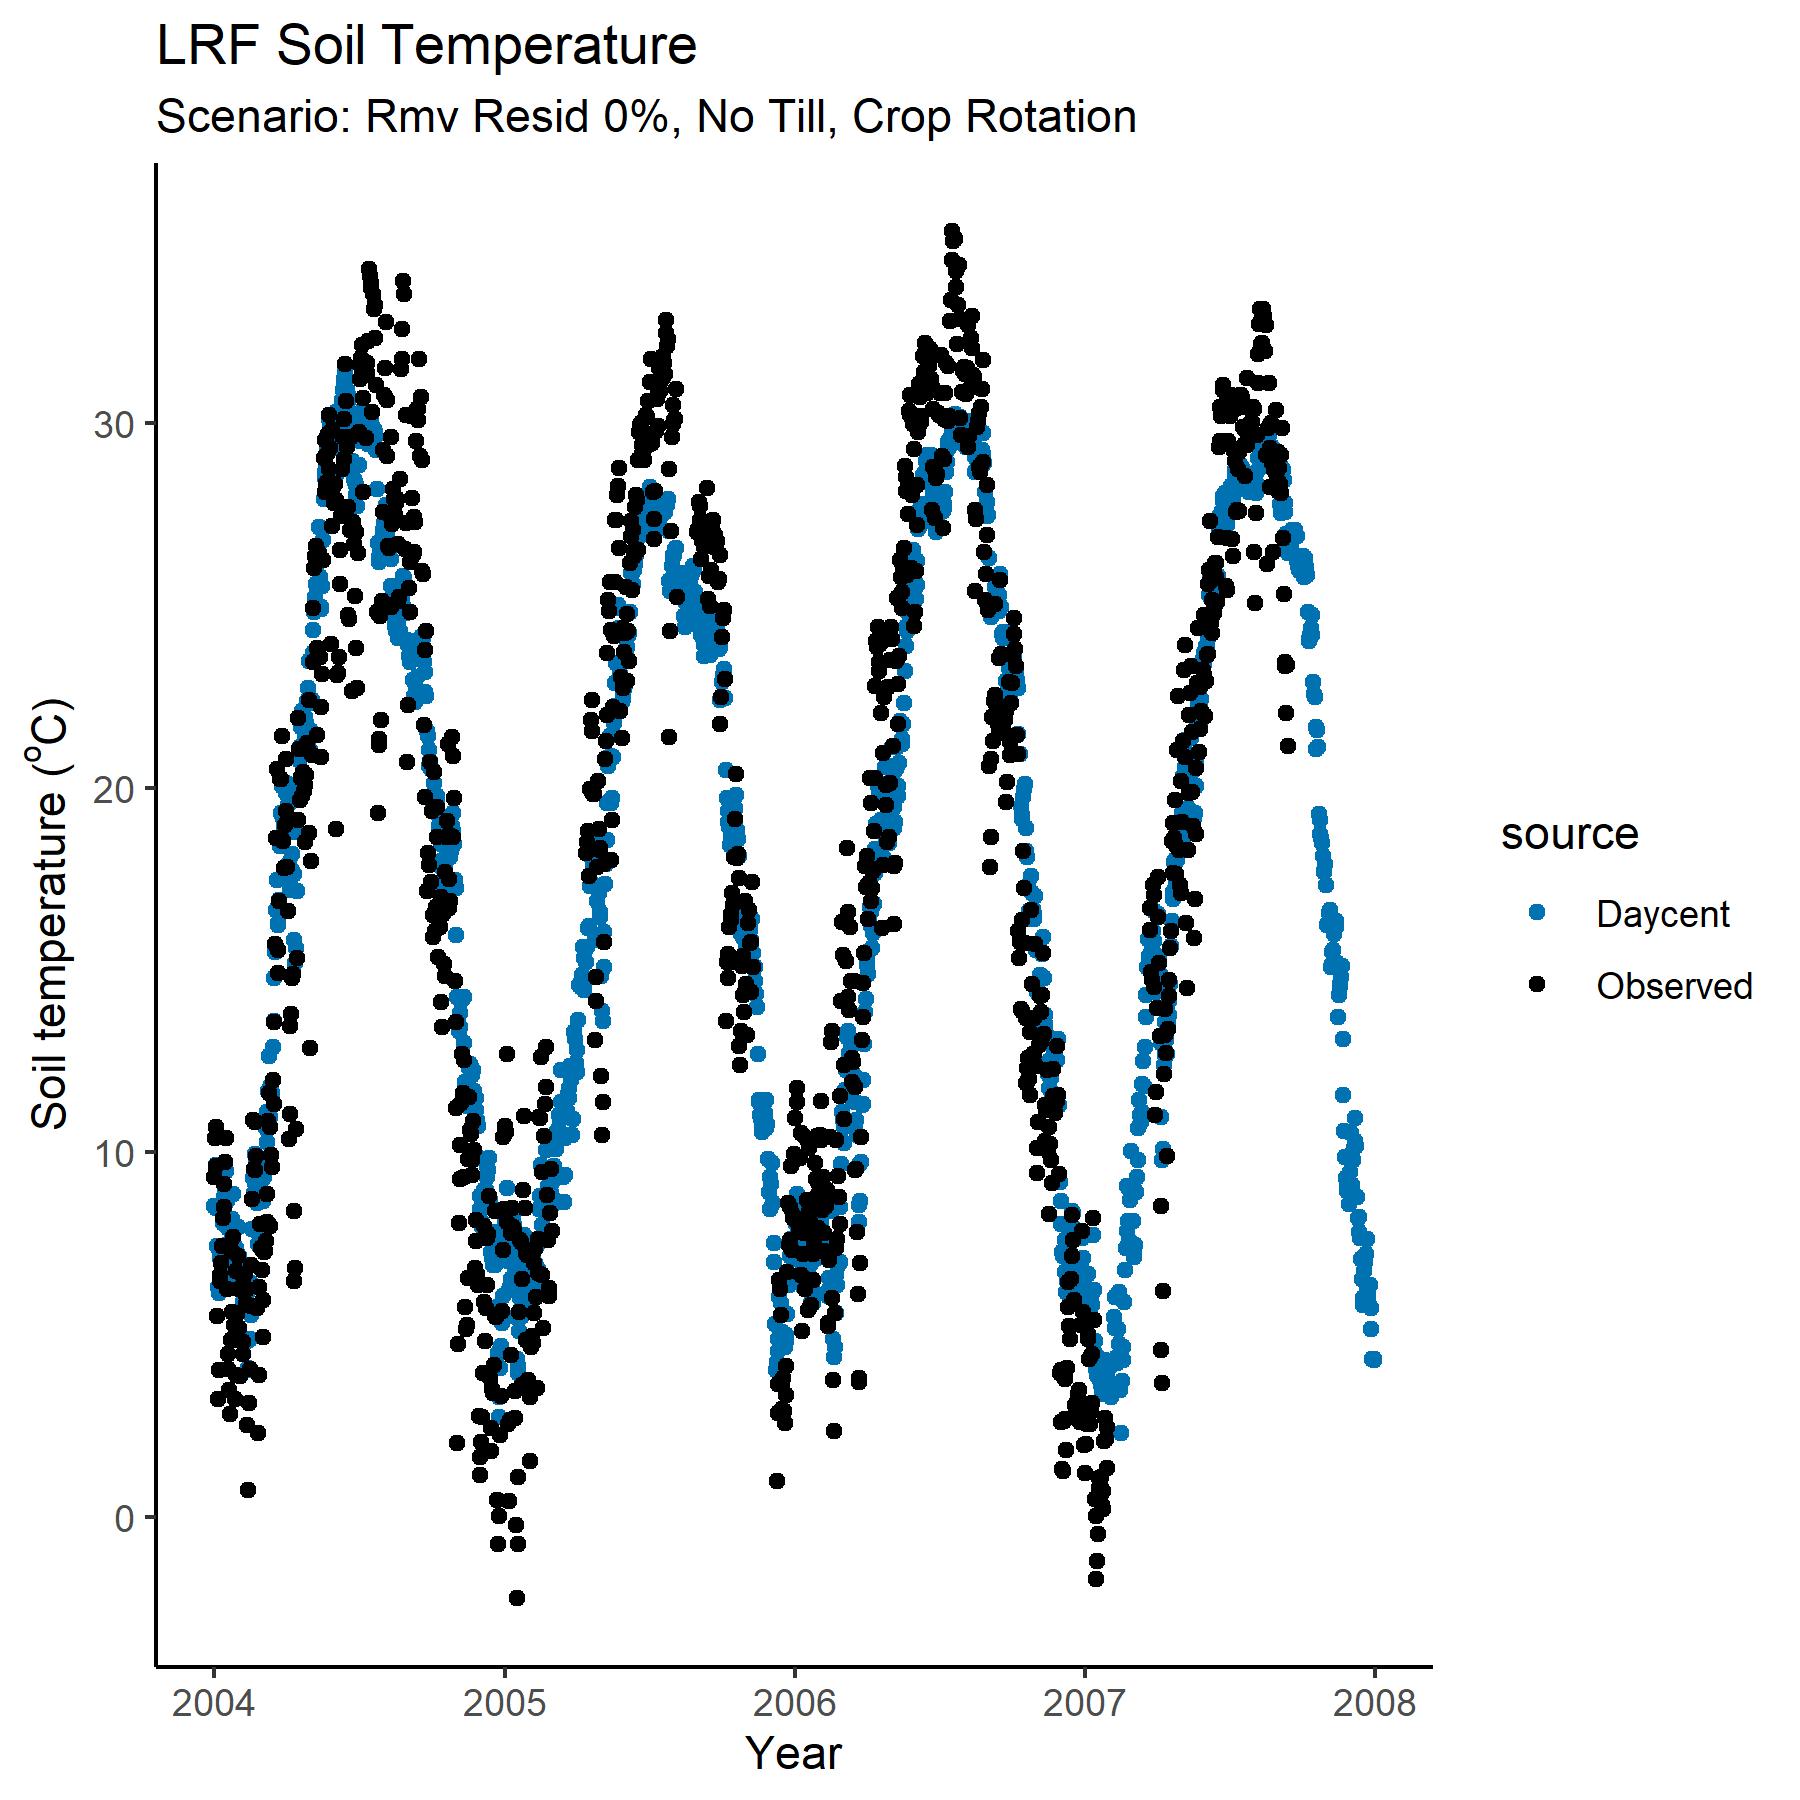 LRF Soil Temperature
Scenario: Rmv Resid 0%, No Till, Crop Rotation
Soil temperature (°C)
30
20
10
0
2004 2005 2006 2007 2008
Year
source
Daycent
Observed